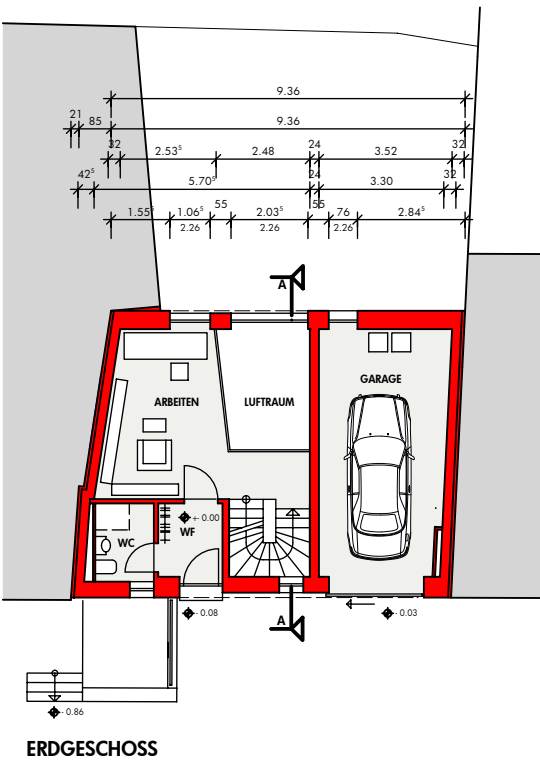 9.36
21 85 9.36
32 2.53⁵ 2.48 24 3.52 32
42⁵ 5.70⁵ 24 3.30 32
1.55⁵ 1.06⁵ 55 2.03⁵ 55 76 2.84⁵
2.26 2.26 2.26
A
GARAGE
ARBEITEN LUFTRAUM
+- 0.00
WF
WC
- 0.08 A - 0.03
- 0.86
ERDGESCHOSS